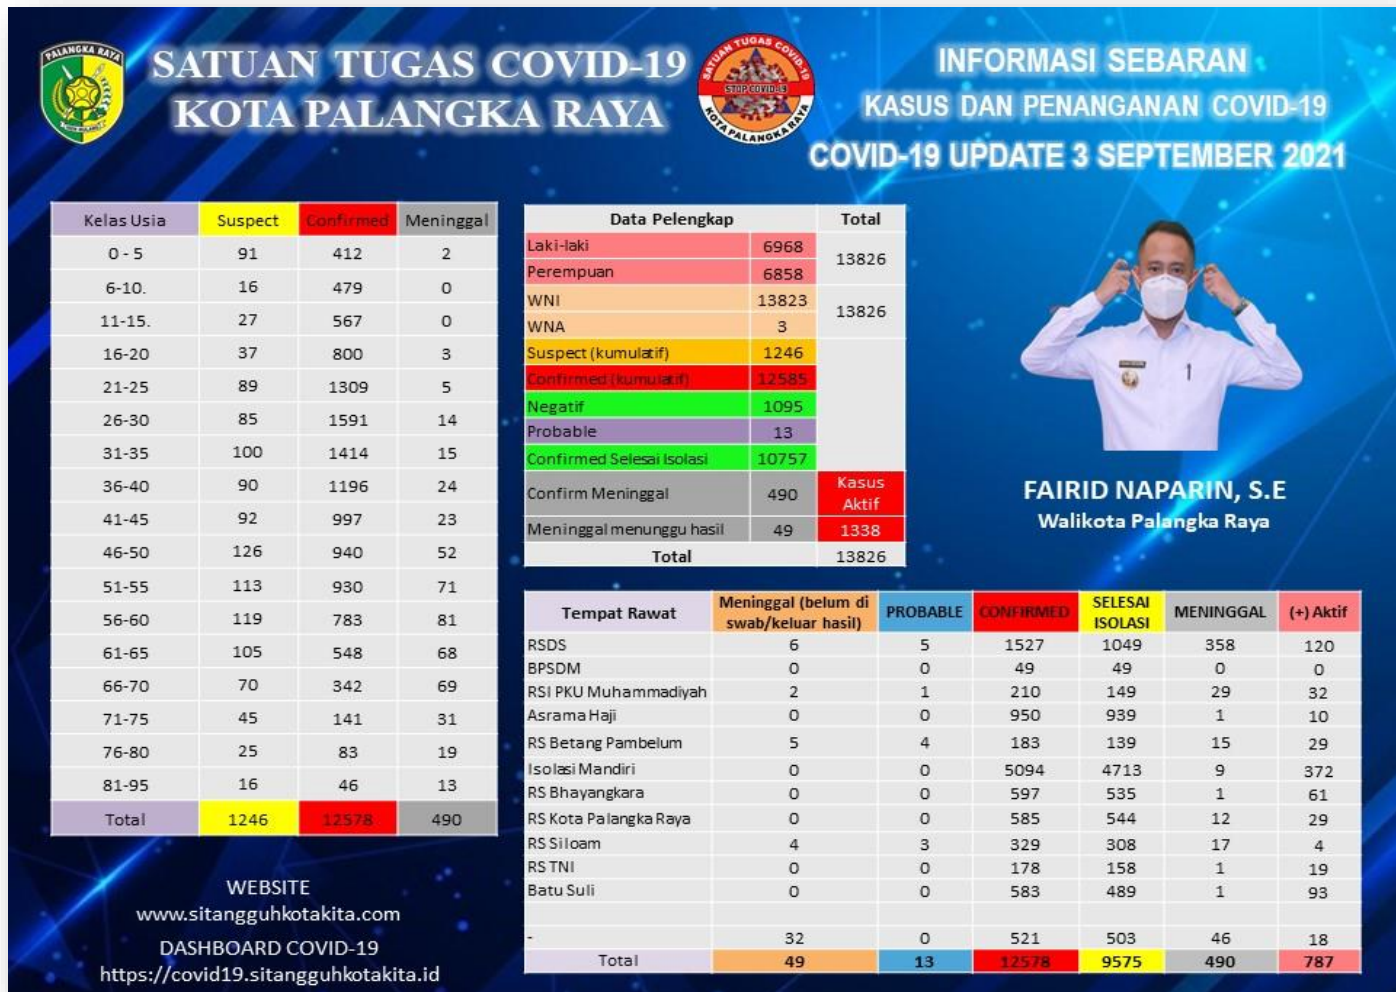 PALANGKA RAYA
SATUAN TUGAS COVID-19
KOTA PALANGKA RAYA
SATUAN TUGAS COVID-19
STOP COVID-19
KOTA PALANGKA RAYA
INFORMASI SEBARAN
KASUS DAN PENANGANAN COVID-19
COVID-19 UPDATE 3 SEPTEMBER 2021
Kelas Usia Suspect Confirmed Meninggal
0 - 5 91 412 2
6-10. 16 479 0
11-15. 27 567 0
16-20 37 800 3
21-25 89 1309 5
26-30 85 1591 14
31-35 100 1414 15
36-40 90 1196 24
41-45 92 997 23
46-50 126 940 52
51-55 113 930 71
56-60 119 783 81
61-65 105 548 68
66-70 70 342 69
71-75 45 141 31
76-80 25 83 19
81-95 16 46 13
Total 1246 12578 490
WEBSITE
www.sitangguhkotakita.com
DASHBOARD COVID-19
https://covid19.sitangguhkotakita.id
Data Pelengkap Total
Laki-laki 6968 13826
Perempuan 6858
WNI 13823 13826
WNA 3
Suspect (kumulatif) 1246
Confirmed (kumulatif) 12585
Negatif 1095
Probable 13
Confirmed Selesai Isolasi 10757
Confirm Meninggal 490 Kasus Aktif
Meninggal menunggu hasil 49 1338
Total 13826
FAIRID NAPARIN, S.E
Walikota Palangka Raya
Tempat Rawat Meninggal (belum di swab/keluar hasil) PROBABLE CONFIRMED SELESAI ISOLASI MENINGGAL (+) Aktif
RSDS 6 5 1527 1049 358 120
BPSDM 0 0 49 49 0 0
RSI PKU Muhammadiyah 2 1 210 149 29 32
Asrama Haji 0 0 950 939 1 10
RS Betang Pambelum 5 4 183 139 15 29
Isolasi Mandiri 0 0 5094 4713 9 372
RS Bhayangkara 0 0 597 535 1 61
RS Kota Palangka Raya 0 0 585 544 12 29
RS Siloam 4 3 329 308 17 4
RS TNI 0 0 178 158 1 19
Batu Suli 0 0 583 489 1 93
- 32 0 521 503 46 18
Total 49 13 12578 9575 490 787